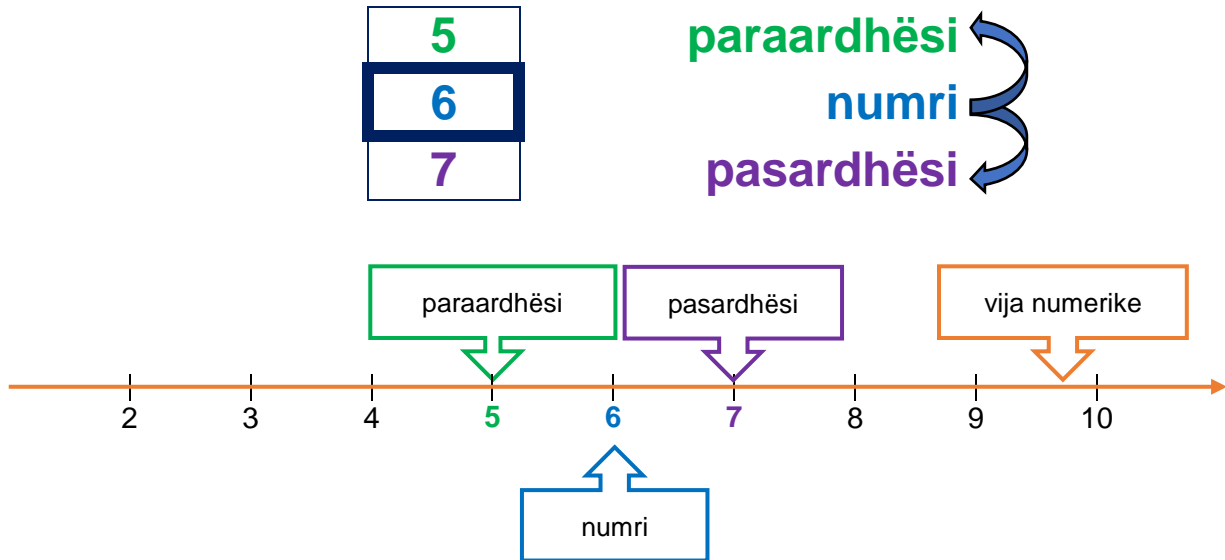 5 paraardhësi
6 numri
7 pasardhësi
paraardhësi pasardhësi vija numerike
2 3 4 5 6 7 8 9 10
numri